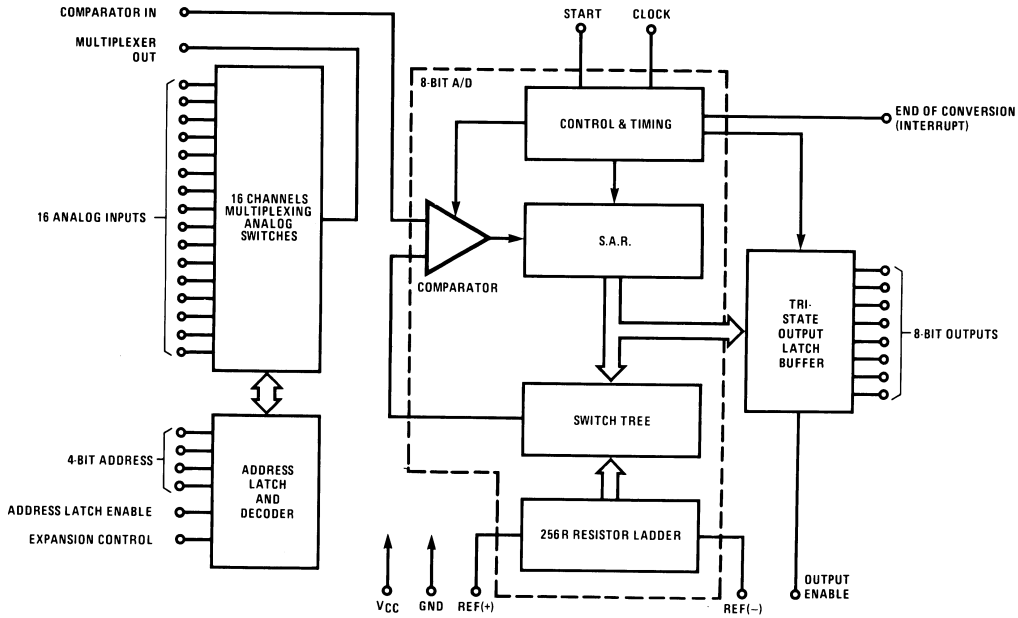 COMPARATOR IN
START
CLOCK
MULTIPLEXER
OUT
8-BIT A/D
CONTROL & TIMING
END OF CONVERSION
(INTERRUPT)
16 ANALOG INPUTS
16 CHANNELS
MULTIPLEXING
ANALOG
SWITCHES
S.A.R.
COMPARATOR
TRI-
STATE
OUTPUT
LATCH
BUFFER
8-BIT OUTPUTS
SWITCH TREE
4-BIT ADDRESS
ADDRESS LATCH ENABLE
EXPANSION CONTROL
ADDRESS
LATCH
AND
DECODER
256R RESISTOR LADDER
VCC
GND
REF(+)
REF(−)
OUTPUT
ENABLE